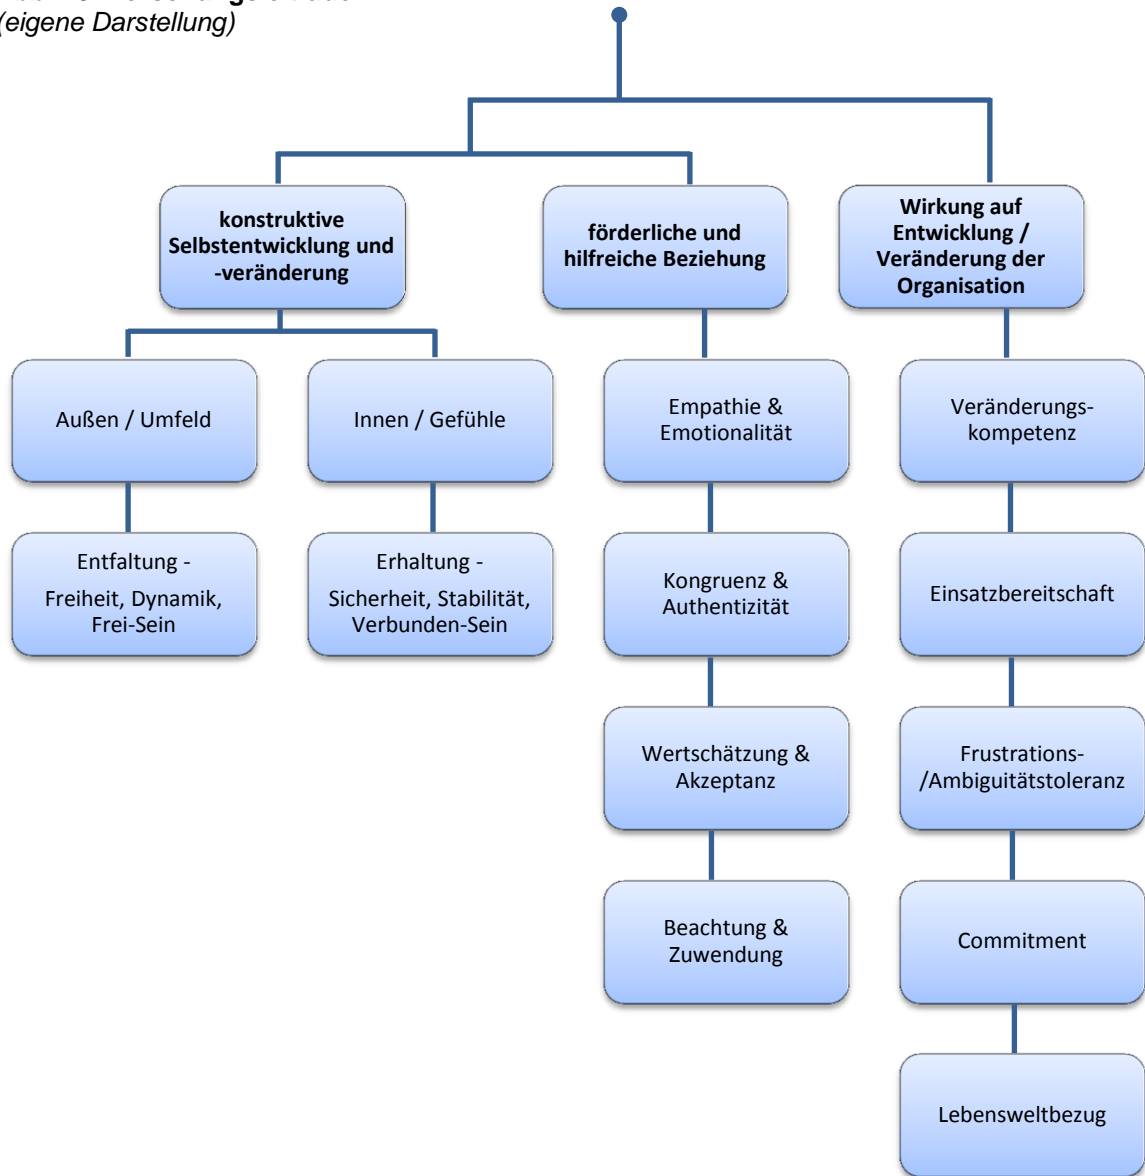 (eigene Darstellung)
konstruktive
Selbstentwicklung und
-veränderung
förderliche und
hilfreiche Beziehung
Wirkung auf
Entwicklung /
Veränderung der
Organisation
Außen / Umfeld
Innen / Gefühle
Empathie &
Emotionalität
Veränderungs-
kompetenz
Entfaltung -
Freiheit, Dynamik,
Frei-Sein
Erhaltung -
Sicherheit, Stabilität,
Verbunden-Sein
Kongruenz &
Authentizität
Einsatzbereitschaft
Wertschätzung &
Akzeptanz
Frustrations-
/Ambiguitätstoleranz
Beachtung &
Zuwendung
Commitment
Lebensweltbezug